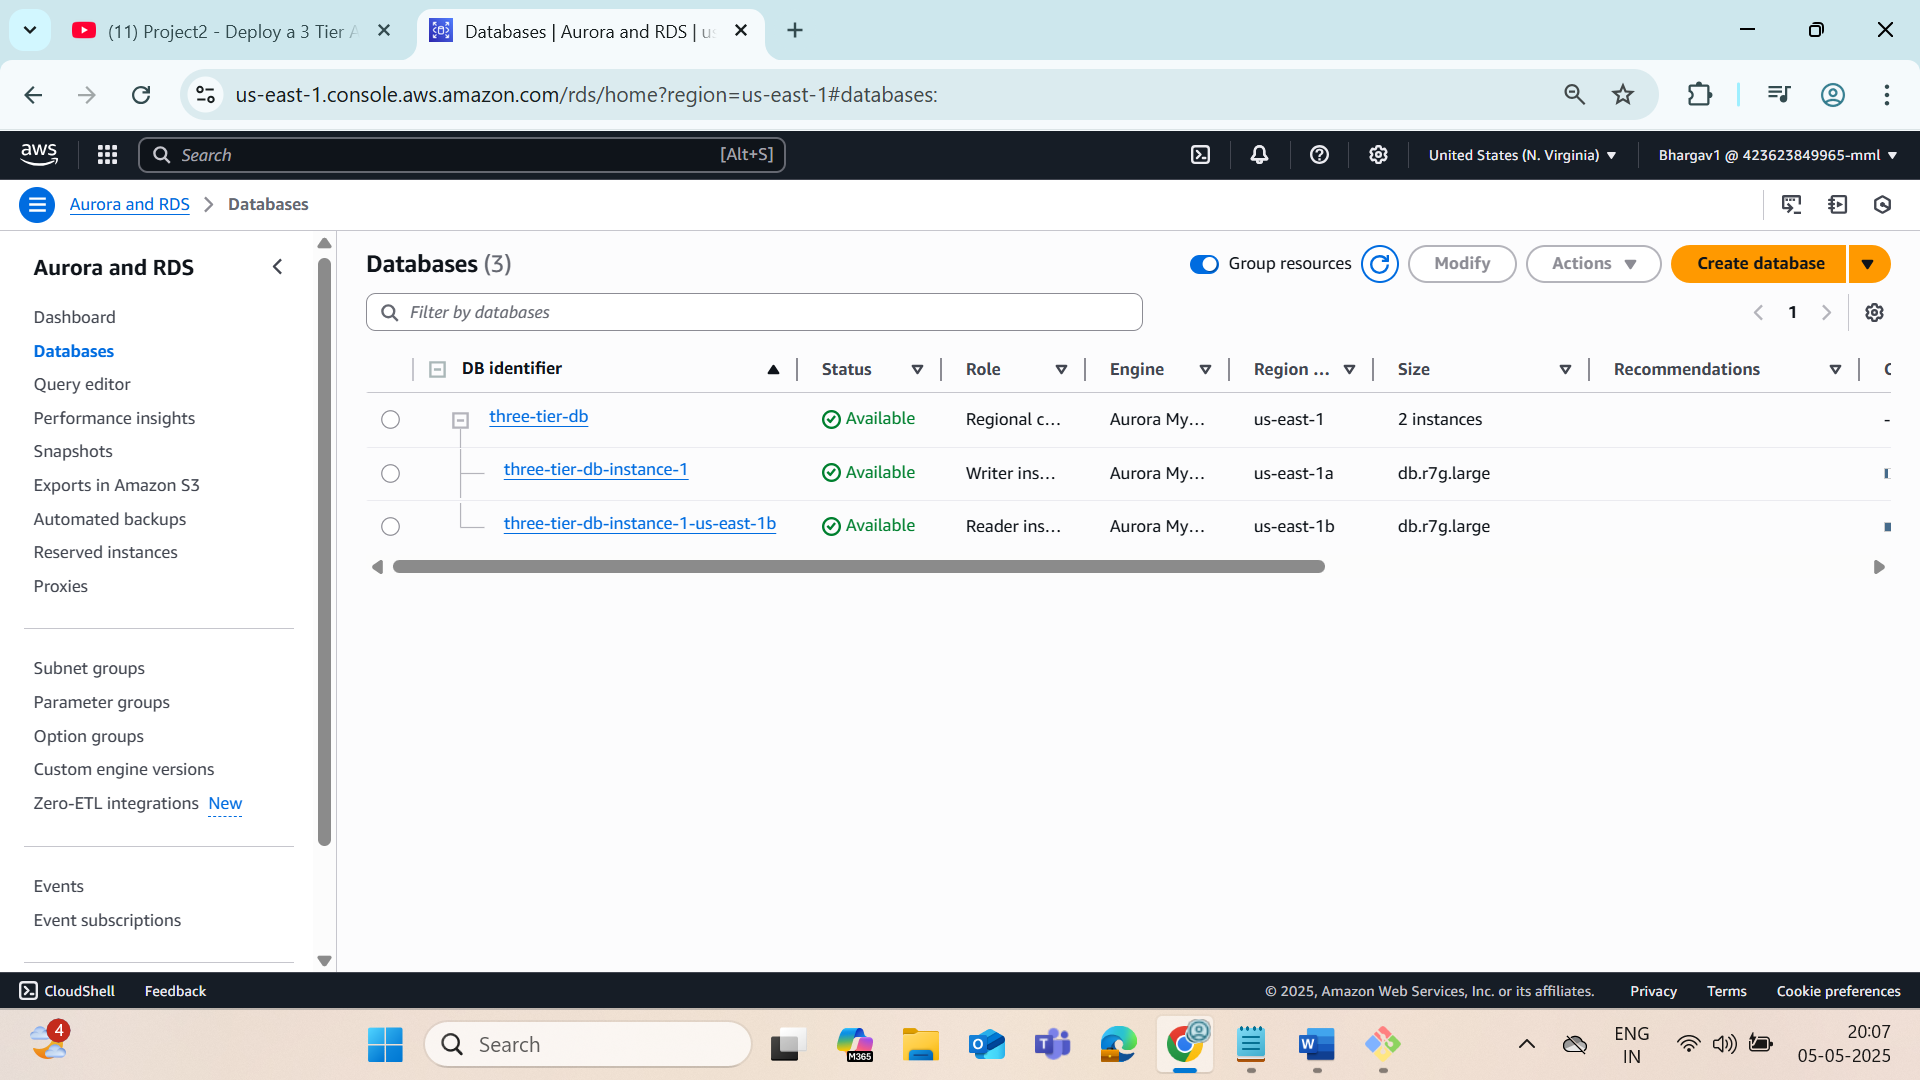 (11) Project2 - Deploy a 3 Tier A
Databases | Aurora and RDS | us
us-east-1.console.aws.amazon.com/rds/home?region=us-east-1#databases:
aws
Search
[Alt+S]
United States (N. Virginia)
Bhargav1 @ 423623849965-mml
Aurora and RDS
Databases
Aurora and RDS
Dashboard
Databases
Query editor
Performance insights
Snapshots
Exports in Amazon S3
Automated backups
Reserved instances
Proxies
Subnet groups
Parameter groups
Option groups
Custom engine versions
Zero-ETL integrations New
Events
Event subscriptions
Databases (3)
Group resources
Modify
Actions
Create database
Filter by databases
1
DB identifier Status Role Engine Region ... Size Recommendations C
three-tier-db Available Regional c... Aurora My... us-east-1 2 instances -
three-tier-db-instance-1 Available Writer ins... Aurora My... us-east-1a db.r7g.large
three-tier-db-instance-1-us-east-1b Available Reader ins... Aurora My... us-east-1b db.r7g.large
CloudShell
Feedback
© 2025, Amazon Web Services, Inc. or its affiliates.
Privacy
Terms
Cookie preferences
4
Search
M365
ENG
IN
20:07
05-05-2025